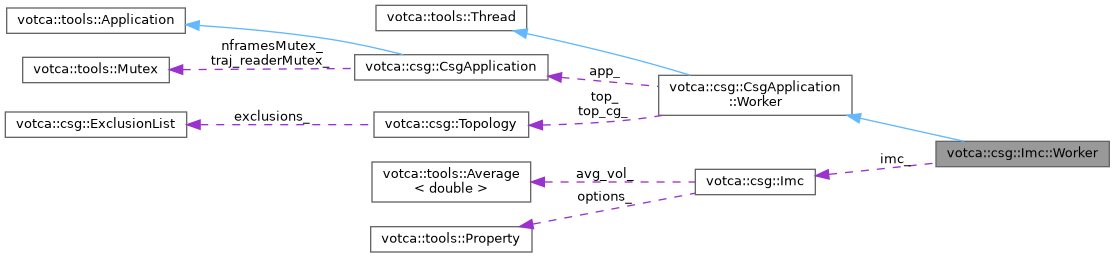 votca::tools::Application
votca::tools::Thread
nframesMutex_
traj_readerMutex_
votca::tools::Mutex
votca::csg::CsgApplication
app_
votca::csg::CsgApplication
::Worker
top_
top_cg_
votca::csg::ExclusionList
exclusions_
votca::csg::Topology
votca::csg::Imc::Worker
imc_
votca::tools::Average
< double >
avg_vol_
votca::csg::Imc
options_
votca::tools::Property